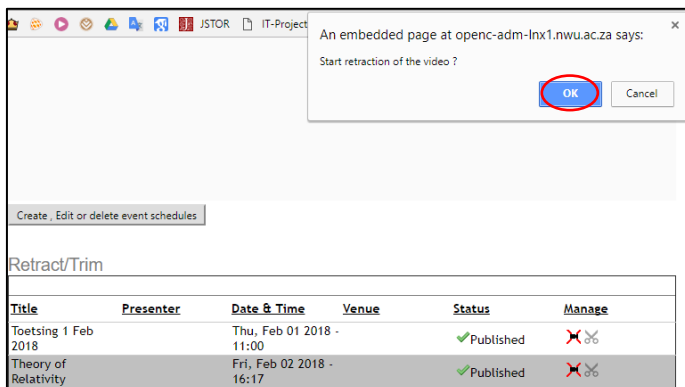 JSTOR IT-Project
An embedded page at openc-adm-lnx1.nwu.ac.za says:
Start retraction of the video ?
OK Cancel
Create , Edit or delete event schedules
Retract/Trim
Title Presenter Date & Time Venue Status Manage
Toetsing 1 Feb 2018 Thu, Feb 01 2018 - 11:00 Published
Theory of Relativity Fri, Feb 02 2018 - 16:17 Published